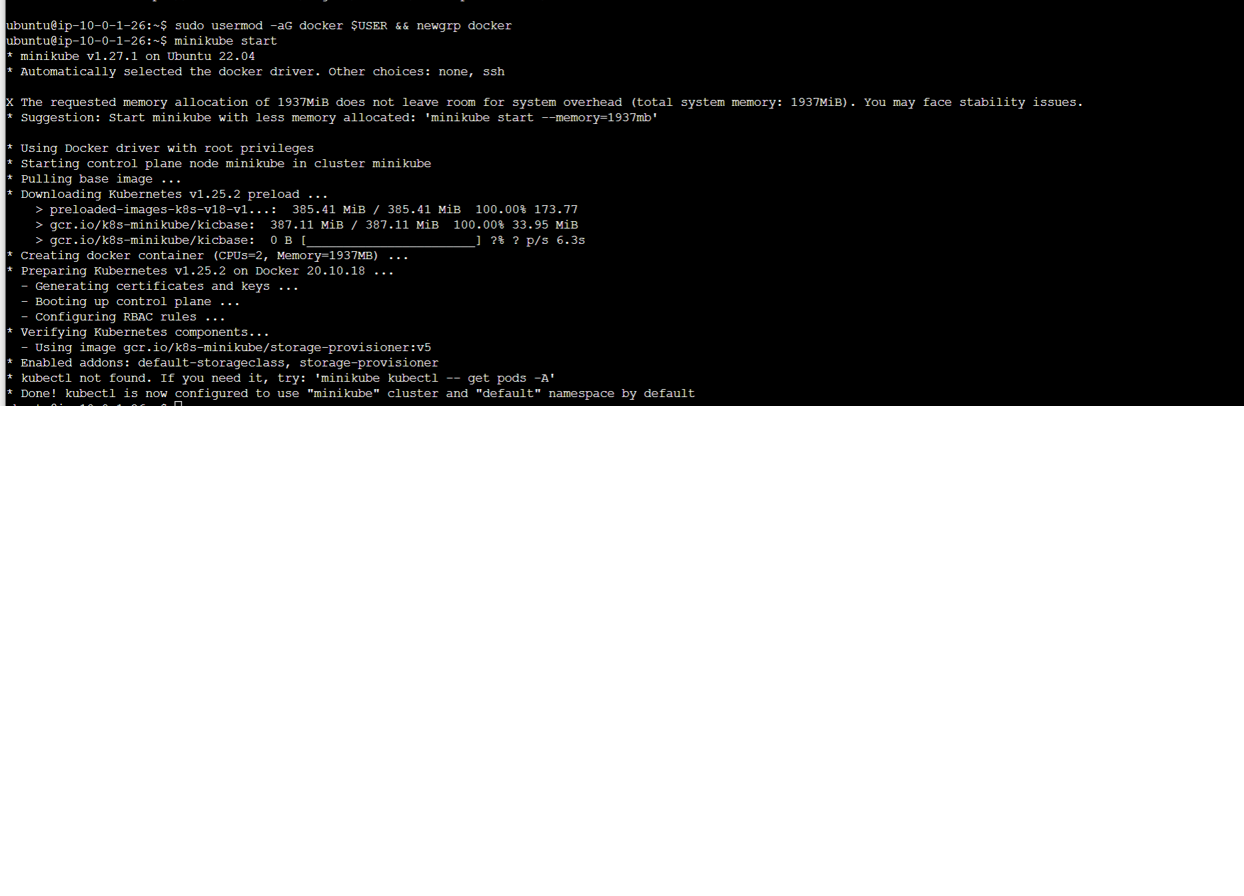 ubuntu@ip-10-0-1-26:~$ sudo usermod -aG docker $USER && newgrp docker
ubuntu@ip-10-0-1-26:~$ minikube start
* minikube v1.27.1 on Ubuntu 22.04
* Automatically selected the docker driver. Other choices: none, ssh
X The requested memory allocation of 1937MiB does not leave room for system overhead (total system memory: 1937MiB). You may face stability issues.
* Suggestion: Start minikube with less memory allocated: 'minikube start --memory=1937mb'
* Using Docker driver with root privileges
* Starting control plane node minikube in cluster minikube
* Pulling base image ...
* Downloading Kubernetes v1.25.2 preload ...
    > preloaded-images-k8s-v18-v1...:  385.41 MiB / 385.41 MiB  100.00% 173.77
    > gcr.io/k8s-minikube/kicbase:  387.11 MiB / 387.11 MiB  100.00% 33.95 MiB
    > gcr.io/k8s-minikube/kicbase:  0 B [_______________________] ?% ? p/s 6.3s
* Creating docker container (CPUs=2, Memory=1937MB) ...
* Preparing Kubernetes v1.25.2 on Docker 20.10.18 ...
  - Generating certificates and keys ...
  - Booting up control plane ...
  - Configuring RBAC rules ...
* Verifying Kubernetes components...
  - Using image gcr.io/k8s-minikube/storage-provisioner:v5
* Enabled addons: default-storageclass, storage-provisioner
* kubectl not found. If you need it, try: 'minikube kubectl -- get pods -A'
* Done! kubectl is now configured to use "minikube" cluster and "default" namespace by default